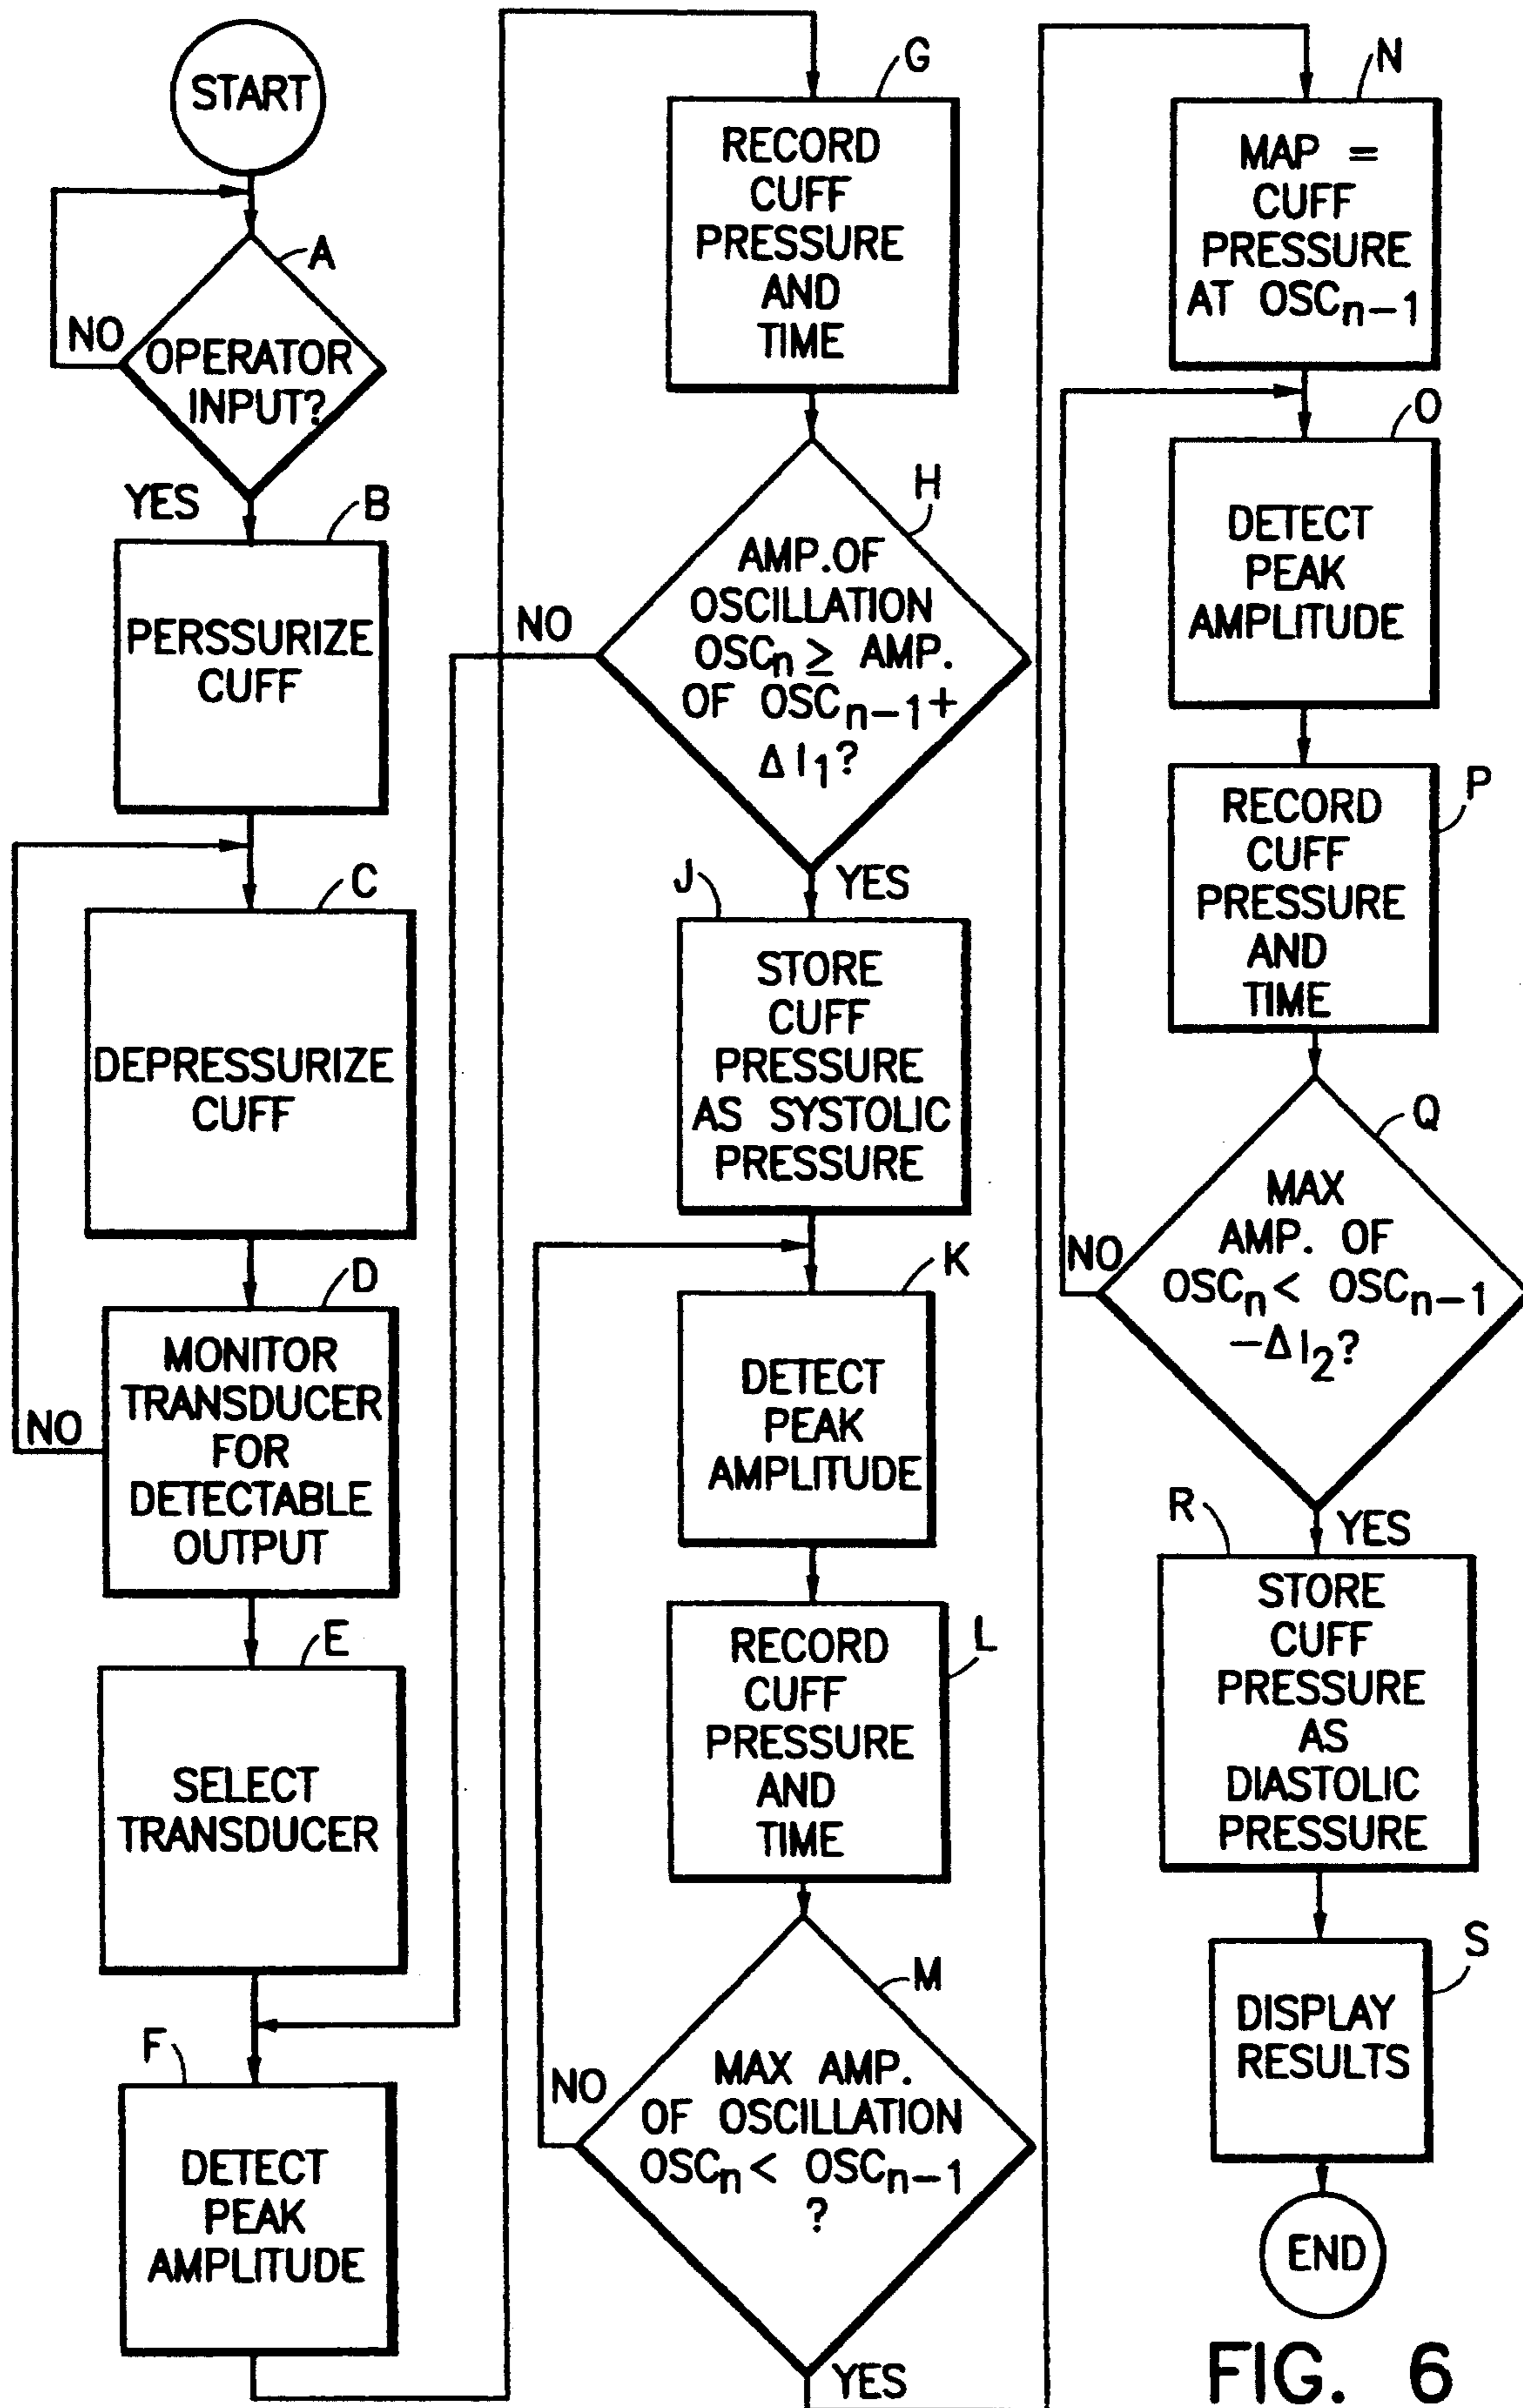 START
A
NO
OPERATOR
INPUT?
YES
B
PERSSURIZE
CUFF
C
DEPRESSURIZE
CUFF
D
MONITOR
TRANSDUCER
FOR
DETECTABLE
OUTPUT
NO
E
SELECT
TRANSDUCER
F
DETECT
PEAK
AMPLITUDE
G
RECORD
CUFF
PRESSURE
AND
TIME
H
AMP.OF
OSCILLATION
OSCn ≥ AMP.
OF OSCn-1+
Δ I1?
NO
YES
J
STORE
CUFF
PRESSURE
AS SYSTOLIC
PRESSURE
K
DETECT
PEAK
AMPLITUDE
L
RECORD
CUFF
PRESSURE
AND
TIME
M
MAX AMP.
OF OSCILLATION
OSCn < OSCn-1
?
NO
YES
N
MAP =
CUFF
PRESSURE
AT OSCn-1
O
DETECT
PEAK
AMPLITUDE
P
RECORD
CUFF
PRESSURE
AND
TIME
Q
MAX
AMP. OF
OSCn < OSCn-1
-Δ I2?
NO
YES
R
STORE
CUFF
PRESSURE
AS
DIASTOLIC
PRESSURE
S
DISPLAY
RESULTS
END
FIG. 6